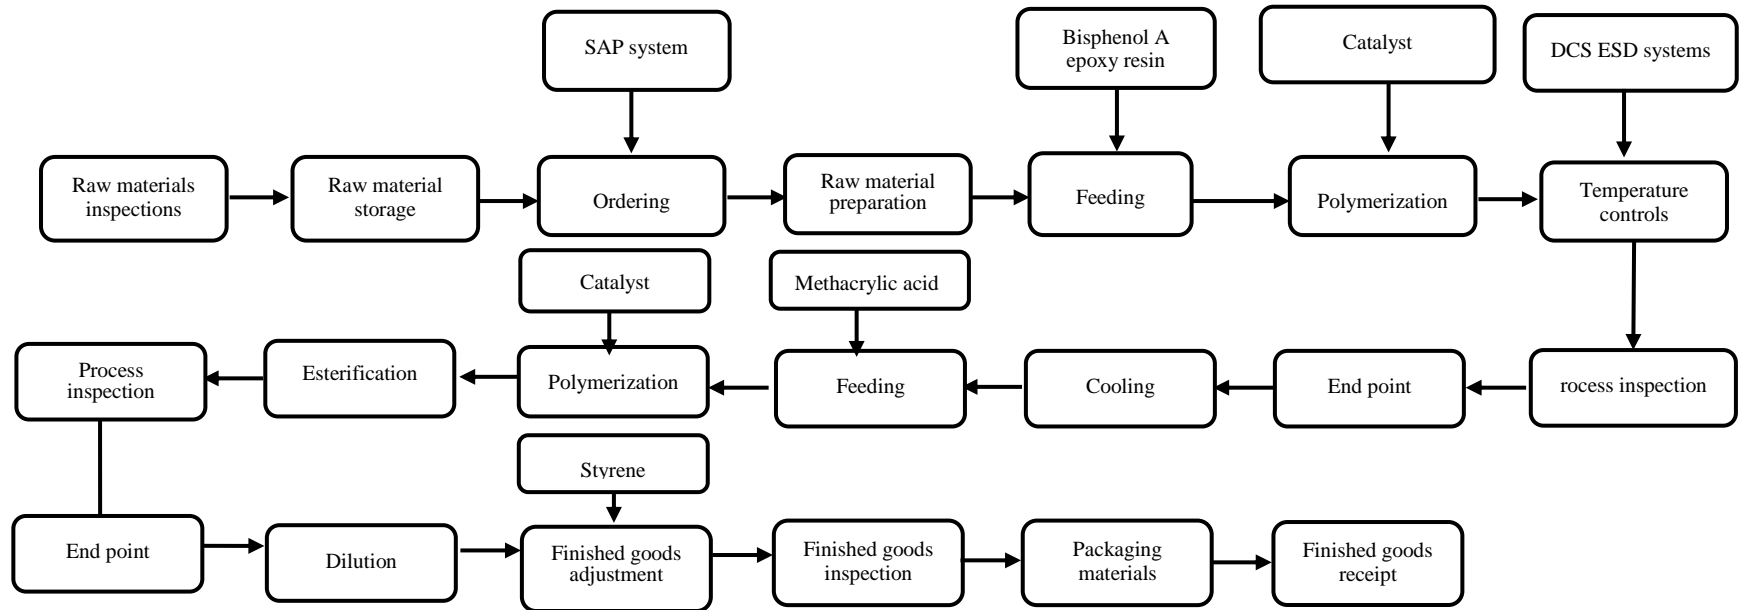 SAP system
Bisphenol A
epoxy resin
Catalyst
DCS ESD systems
Raw materials
inspections
Raw material
storage
Ordering
Raw material
preparation
Feeding
Polymerization
Temperature
controls
Catalyst
Methacrylic acid
Process
inspection
Esterification
Polymerization
Feeding
Cooling
End point
rocess inspection
Styrene
End point
Dilution
Finished goods
adjustment
Finished goods
inspection
Packaging
materials
Finished goods
receipt